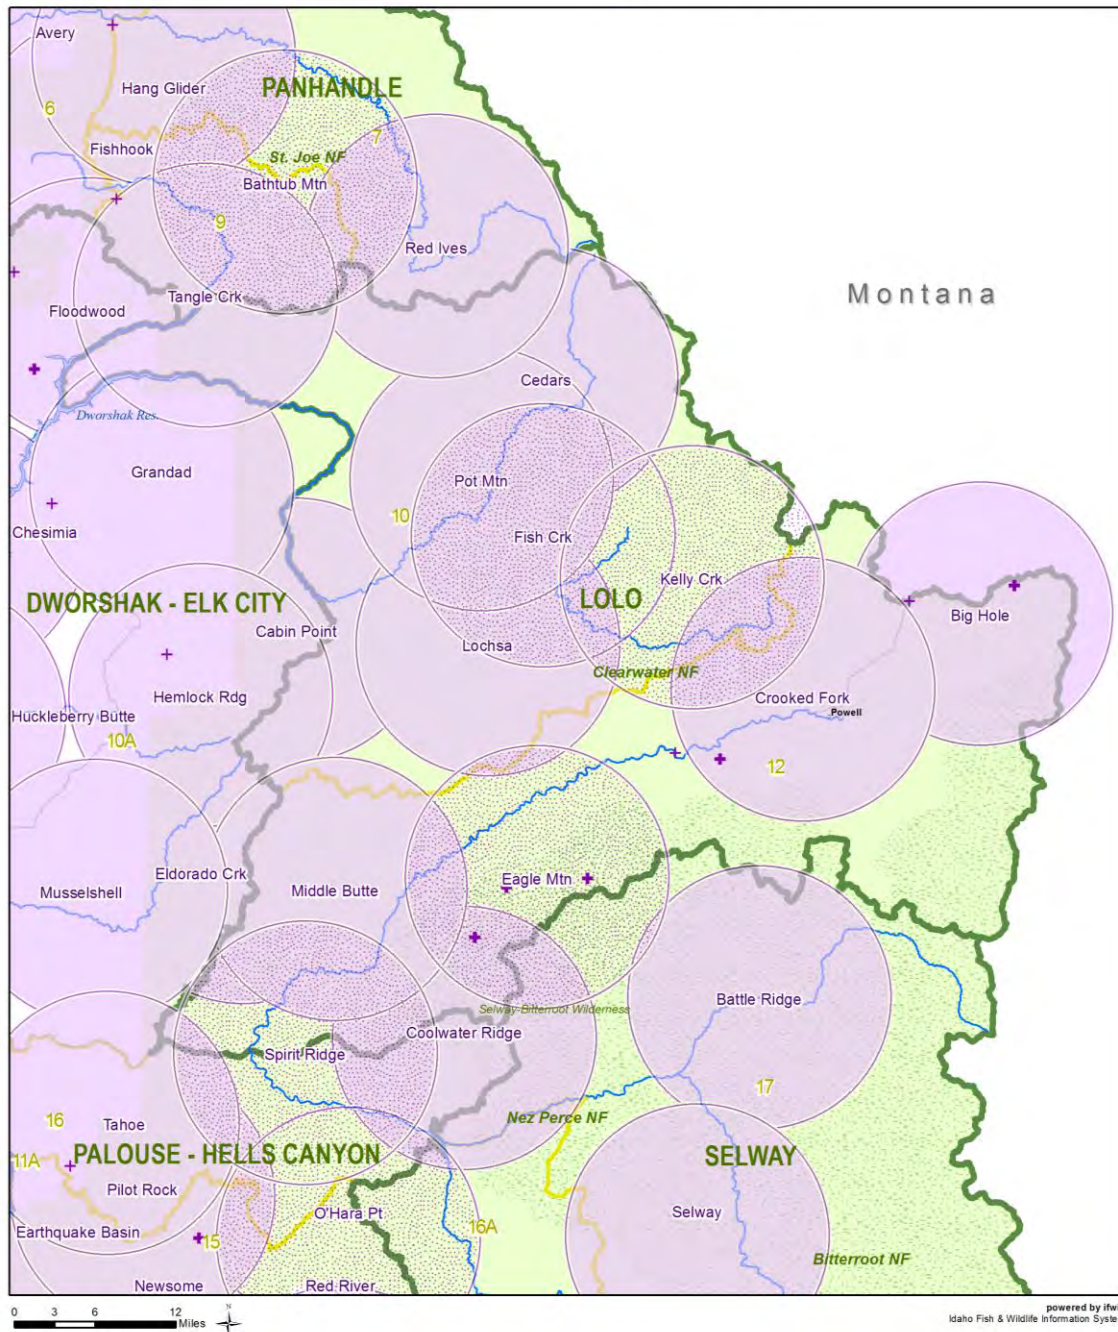 Avery
Hang Glider
PANHANDLE
6
7
Fishhook
St. Joe NF
Bathtub Mtn
9
Red Ives
Montana
Tangle Crk
Floodwood
Cedars
Dworshak Res.
Grandad
Pot Mtn
10
Chesimia
Fish Crk
Kelly Crk
DWORSHAK - ELK CITY
LOLO
Big Hole
Cabin Point
Lochsa
Clearwater NF
Hemlock Rdg
Crooked Fork
Powell
Huckleberry Butte
10A
12
Eldorado Crk
Eagle Mtn
Musselshell
Middle Butte
Battle Ridge
Selway-Bitterroot Wilderness
Coolwater Ridge
Spirit Ridge
17
Nez Perce NF
16
Tahoe
PALOUSE - HELLS CANYON
SELWAY
11A
Pilot Rock
O'Hara Pt
Selway
16A
Earthquake Basin
15
Bitterroot NF
Newsome
Red River
0 3 6 12
Miles
N
powered by ifwi
Idaho Fish & Wildlife Information Syste